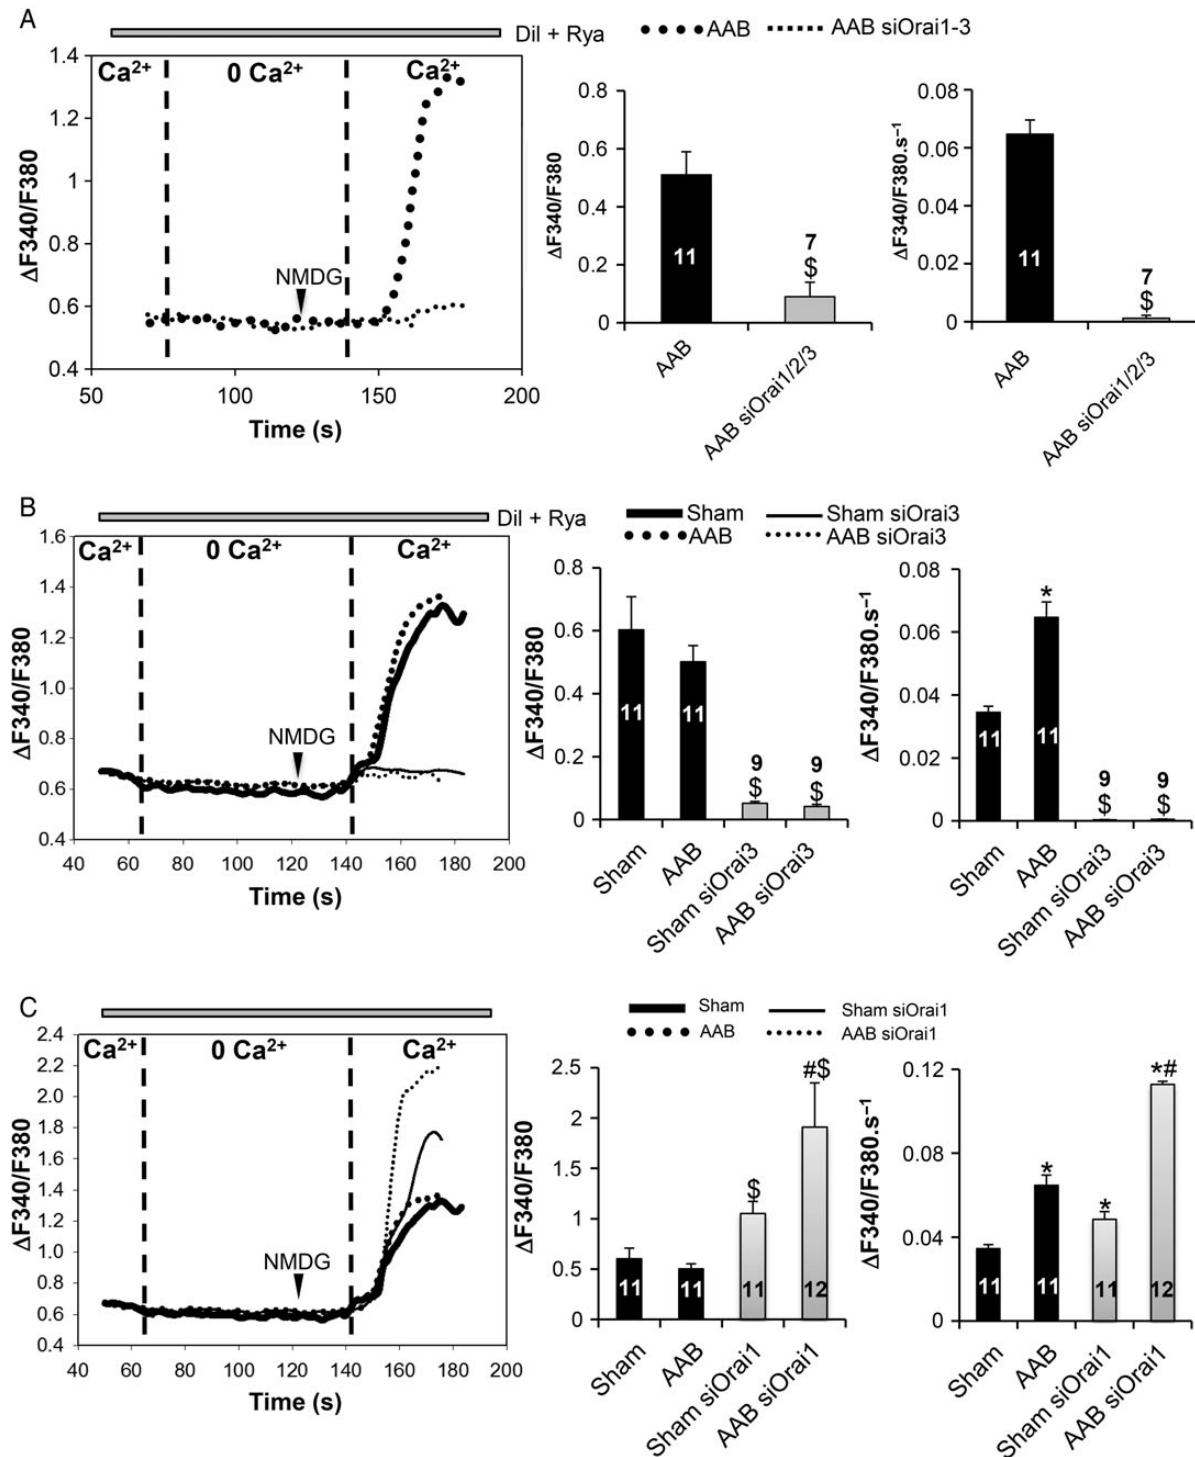 A
Dil + Rya
AAB
AAB siOrai1-3
Ca²⁺
0 Ca²⁺
Ca²⁺
NMDG
ΔF340/F380
1.4
1.2
1
0.8
0.6
0.4
50
100
150
200
Time (s)
ΔF340/F380
0.8
0.6
0.4
0.2
0
11
7
$
AAB
AAB siOrai1/2/3
ΔF340/F380.s⁻¹
0.08
0.06
0.04
0.02
0
11
7
$
AAB
AAB siOrai1/2/3
B
Dil + Rya
Sham
Sham siOrai3
AAB
AAB siOrai3
Ca²⁺
0 Ca²⁺
Ca²⁺
NMDG
ΔF340/F380
1.6
1.4
1.2
1.0
0.8
0.6
0.4
40
60
80
100
120
140
160
180
200
Time (s)
ΔF340/F380
0.8
0.6
0.4
0.2
0
11
11
9
$
9
$
Sham
AAB
Sham siOrai3
AAB siOrai3
ΔF340/F380.s⁻¹
0.08
0.06
0.04
0.02
0
11
*
11
9
$
9
$
Sham
AAB
Sham siOrai3
AAB siOrai3
C
Sham
Sham siOrai1
AAB
AAB siOrai1
Ca²⁺
0 Ca²⁺
Ca²⁺
NMDG
ΔF340/F380
2.4
2.2
2.0
1.8
1.6
1.4
1.2
1.0
0.8
0.6
0.4
40
60
80
100
120
140
160
180
200
Time (s)
ΔF340/F380
2.5
2
1.5
1
0.5
0
11
11
$
11
#$
12
Sham
AAB
Sham siOrai1
AAB siOrai1
ΔF340/F380.s⁻¹
0.12
0.08
0.04
0
11
*
11
*
11
*#
12
Sham
AAB
Sham siOrai1
AAB siOrai1